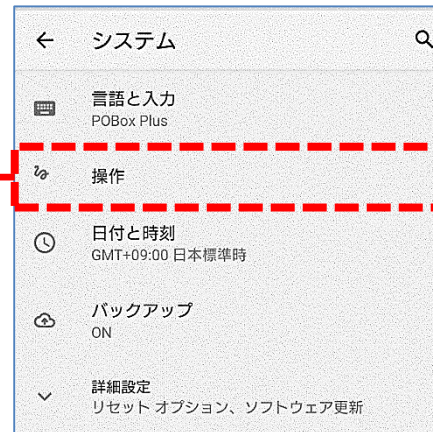 システム
言語と入力
POBox Plus
操作
日付と時刻
GMT+09:00 日本標準時
バックアップ
ON
詳細設定
リセット オプション、ソフトウェア更新